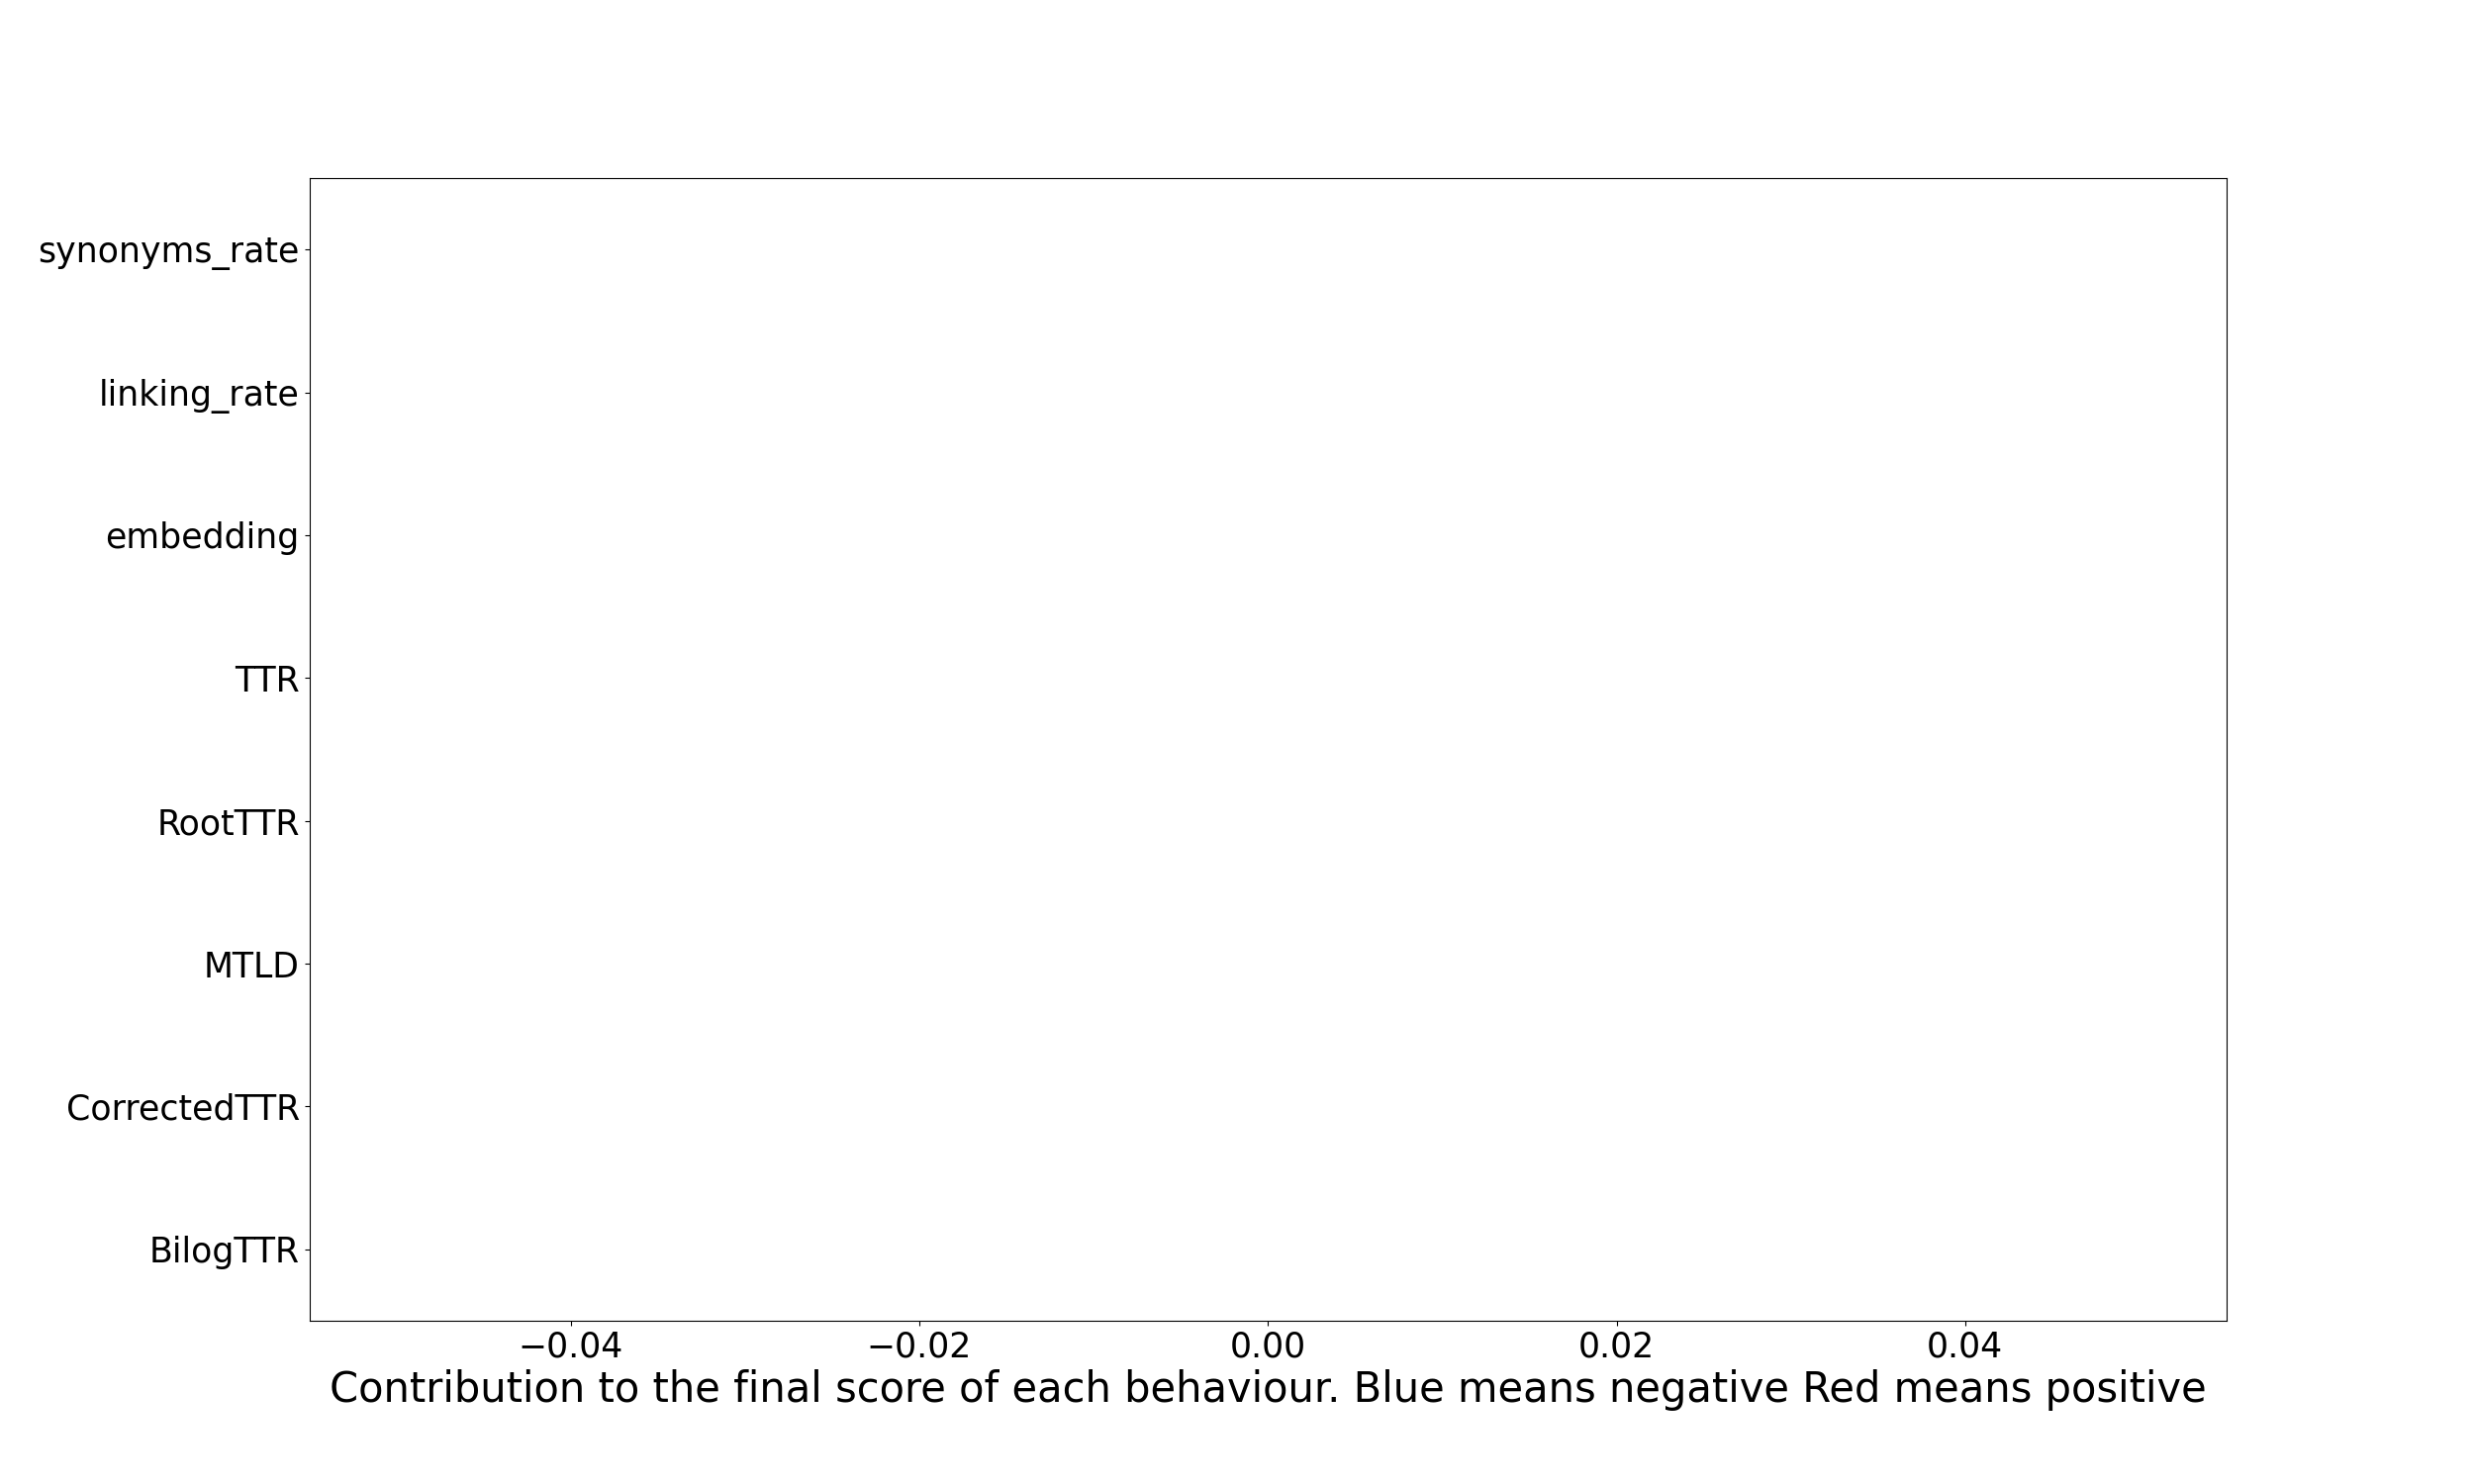 synonyms_rate
linking_rate
embedding
TTR
RootTTR
MTLD
CorrectedTTR
BilogTTR
−0.04 −0.02 0.00 0.02 0.04
Contribution to the final score of each behaviour. Blue means negative Red means positive